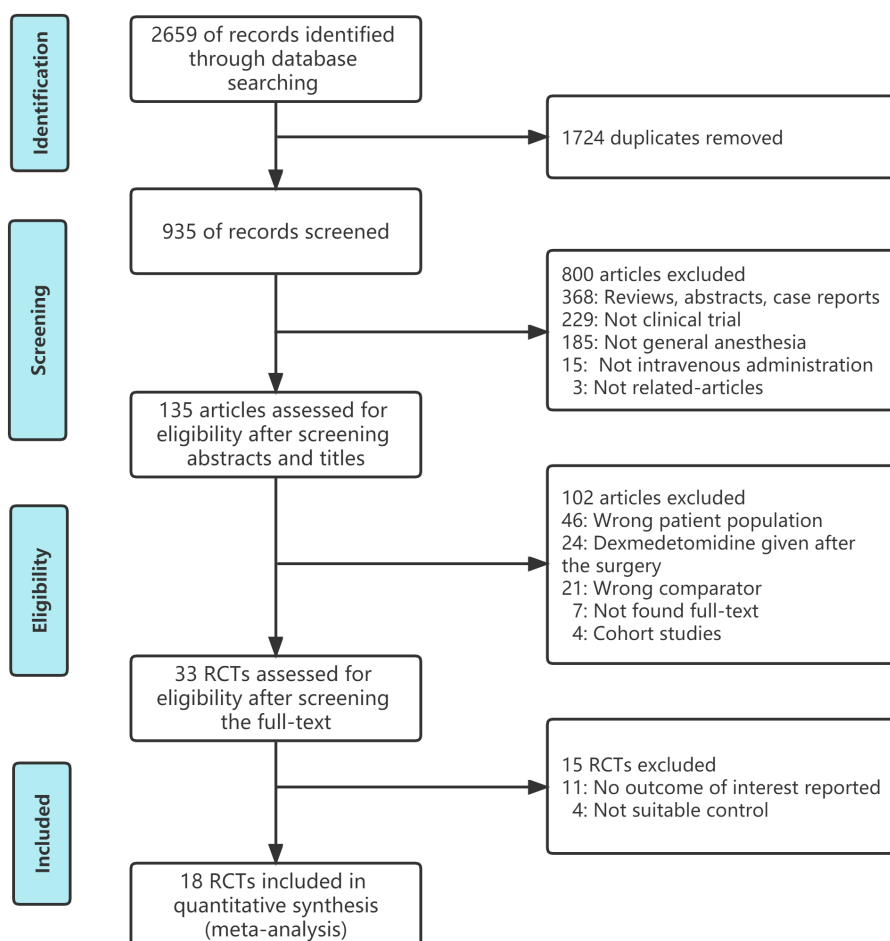 Identification
2659 of records identified
through database
searching
1724 duplicates removed
935 of records screened
Screening
800 articles excluded
368: Reviews, abstracts, case reports
229: Not clinical trial
185: Not general anesthesia
15:  Not intravenous administration
3: Not related-articles
135 articles assessed for
eligibility after screening
abstracts and titles
Eligibility
102 articles excluded
46: Wrong patient population
24: Dexmedetomidine given after
the surgery
21: Wrong comparator
7: Not found full-text
4: Cohort studies
33 RCTs assessed for
eligibility after screening
the full-text
Included
15 RCTs excluded
11: No outcome of interest reported
4: Not suitable control
18 RCTs included in
quantitative synthesis
(meta-analysis)